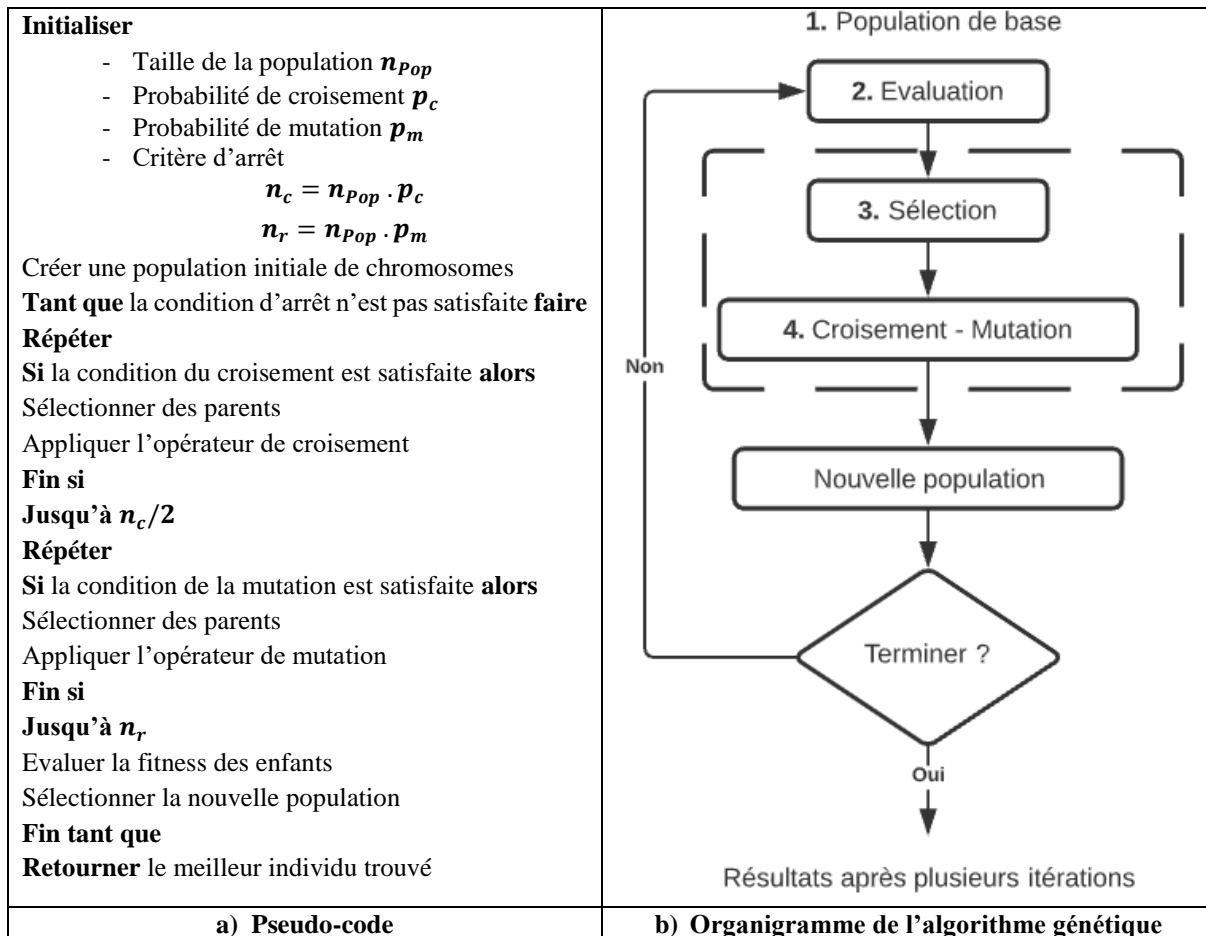 Initialiser
- Taille de la population n_Pop
- Probabilité de croisement p_c
- Probabilité de mutation p_m
- Critère d’arrêt
n_c = n_Pop . p_c
n_r = n_Pop . p_m
Créer une population initiale de chromosomes
Tant que la condition d’arrêt n’est pas satisfaite faire
Répéter
Si la condition du croisement est satisfaite alors
Sélectionner des parents
Appliquer l’opérateur de croisement
Fin si
Jusqu’à n_c/2
Répéter
Si la condition de la mutation est satisfaite alors
Sélectionner des parents
Appliquer l’opérateur de mutation
Fin si
Jusqu’à n_r
Evaluer la fitness des enfants
Sélectionner la nouvelle population
Fin tant que
Retourner le meilleur individu trouvé
a) Pseudo-code
1. Population de base
2. Evaluation
3. Sélection
4. Croisement - Mutation
Non
Nouvelle population
Terminer ?
Oui
Résultats après plusieurs itérations
b) Organigramme de l’algorithme génétique